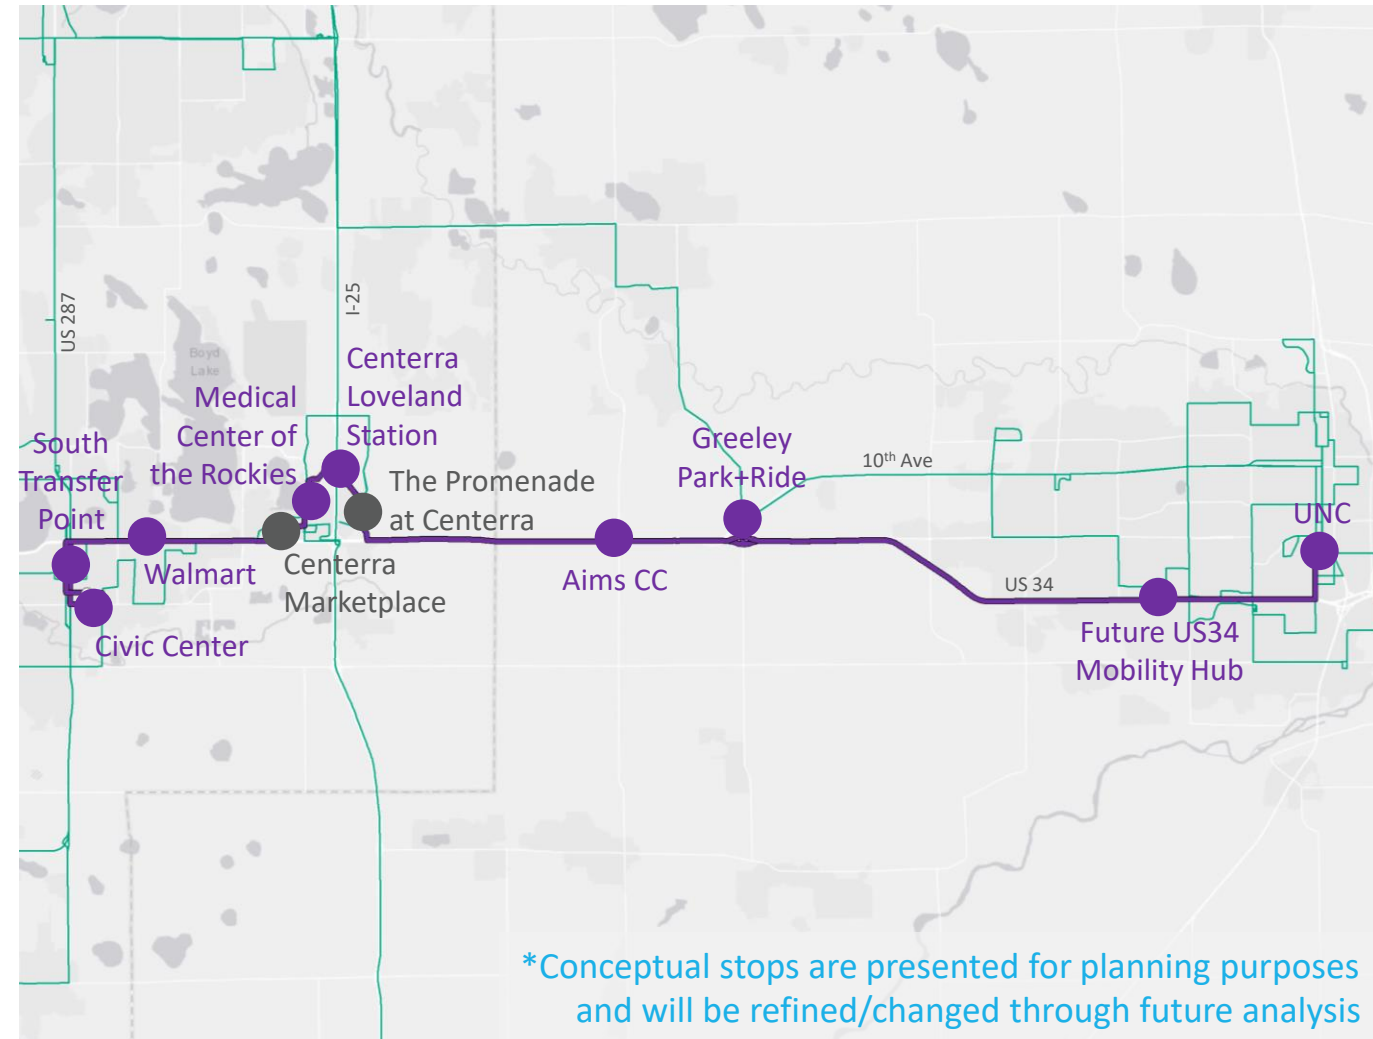 US 287
I-25
Boyd
Lake
Centerra
Loveland
Station
Medical
Center of
the Rockies
South
Transfer
Point
The Promenade
at Centerra
Greeley
Park+Ride
10th Ave
UNC
Walmart
Centerra
Marketplace
Aims CC
US 34
Civic Center
Future US34
Mobility Hub
*Conceptual stops are presented for planning purposes
and will be refined/changed through future analysis